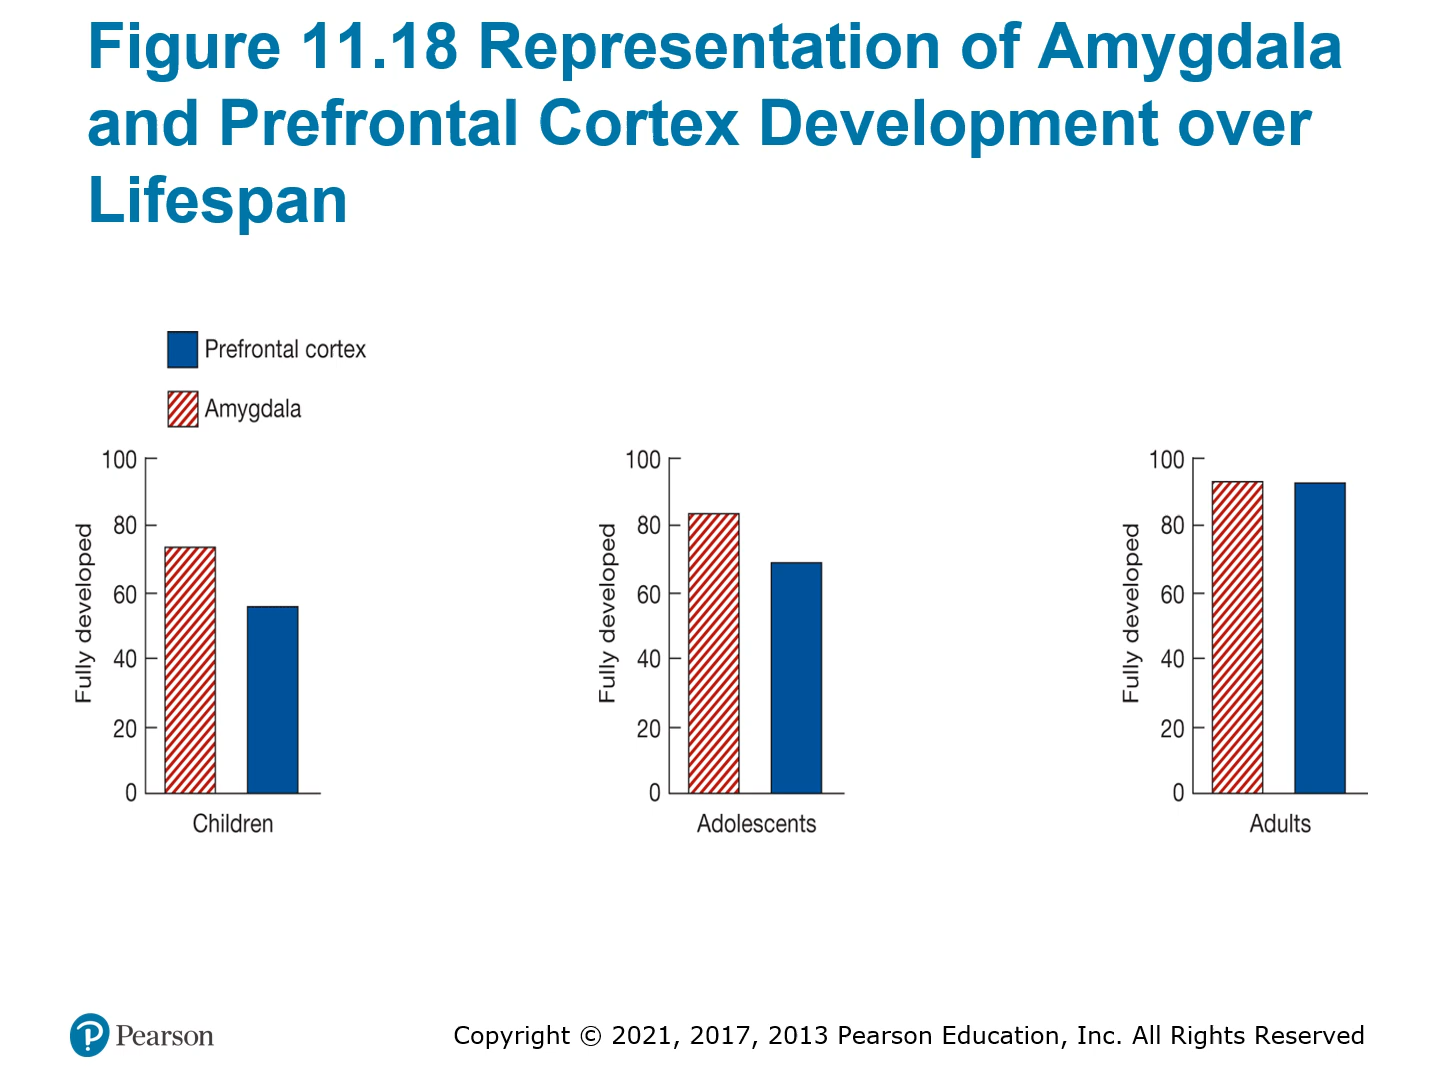 Figure 11.18 Representation of Amygdala
and Prefrontal Cortex Development over
Lifespan
Prefrontal cortex
Amygdala
100
80
60
40
20
0
Fully developed
Children
100
80
60
40
20
0
Fully developed
Adolescents
100
80
60
40
20
0
Fully developed
Adults
P Pearson
Copyright © 2021, 2017, 2013 Pearson Education, Inc. All Rights Reserved